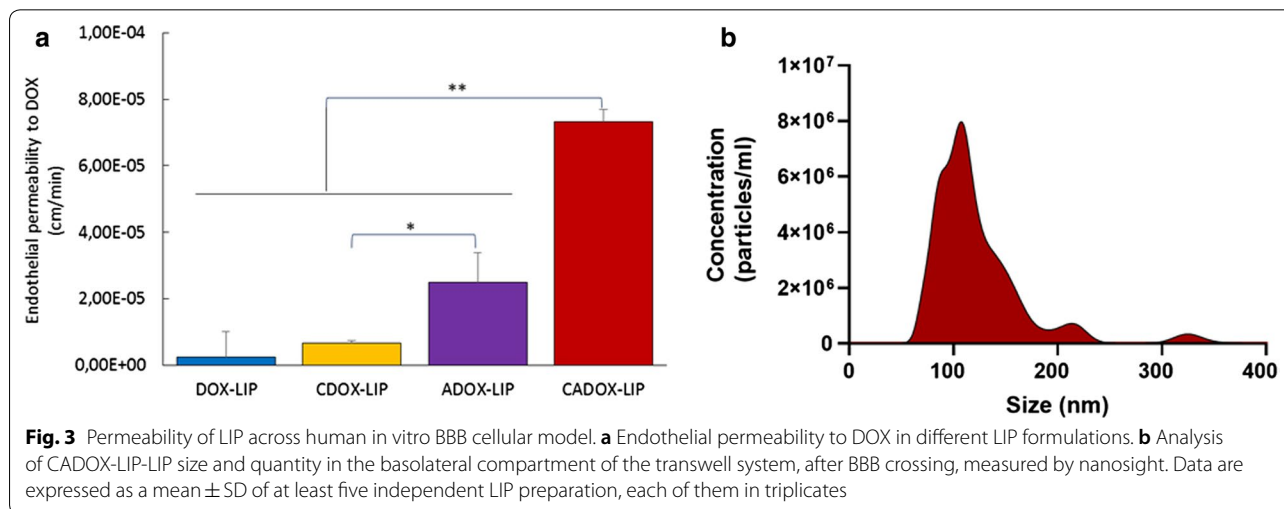 a
1,00E-04
8,00E-05
6,00E-05
4,00E-05
2,00E-05
0,00E+00
Endothelial permeability to DOX
(cm/min)
**
*
DOX-LIP
CDOX-LIP
ADOX-LIP
CADOX-LIP
b
1×10⁷
8×10⁶
6×10⁶
4×10⁶
2×10⁶
0
Concentration
(particles/ml)
0
100
200
300
400
Size (nm)
Fig. 3 Permeability of LIP across human in vitro BBB cellular model. a Endothelial permeability to DOX in different LIP formulations. b Analysis
of CADOX-LIP-LIP size and quantity in the basolateral compartment of the transwell system, after BBB crossing, measured by nanosight. Data are
expressed as a mean ± SD of at least five independent LIP preparation, each of them in triplicates